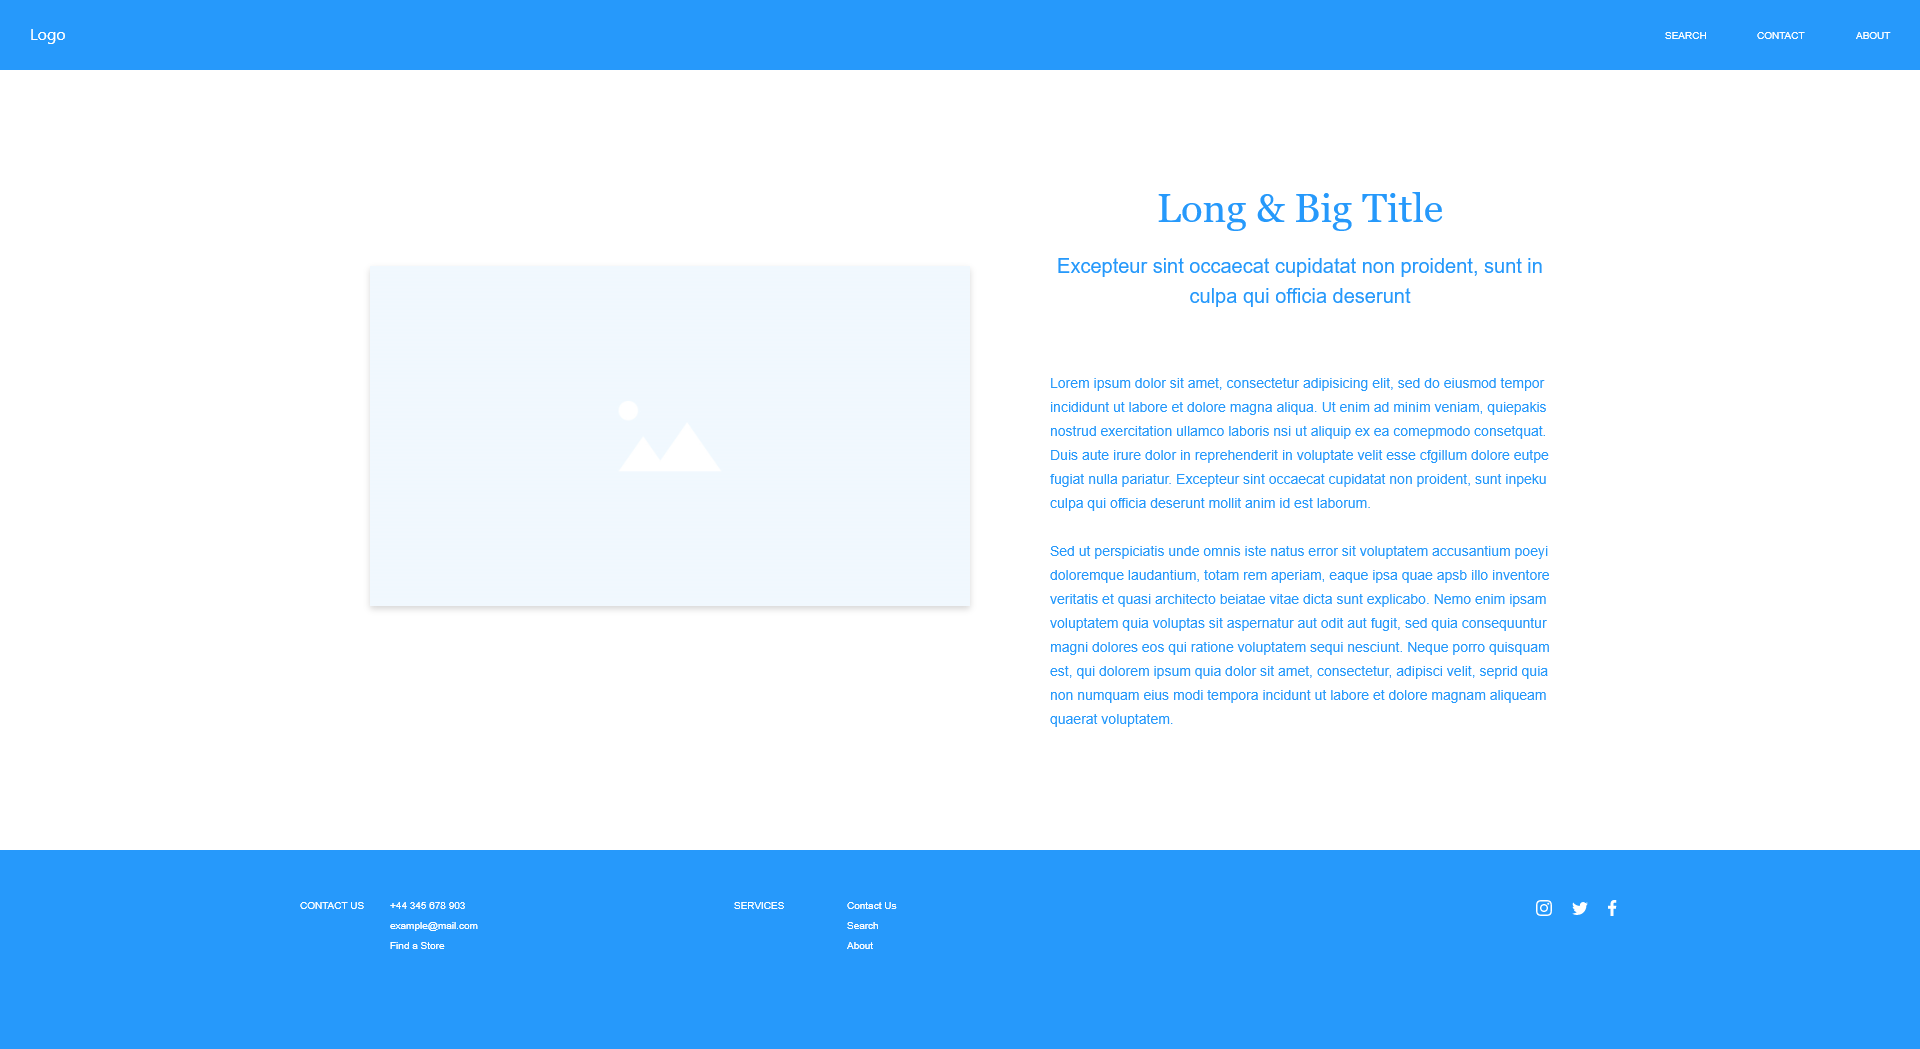 Logo
SEARCH
CONTACT
ABOUT
Long & Big Title
Excepteur sint occaecat cupidatat non proident, sunt in
culpa qui officia deserunt
Lorem ipsum dolor sit amet, consectetur adipisicing elit, sed do eiusmod tempor
incididunt ut labore et dolore magna aliqua. Ut enim ad minim veniam, quiepakis
nostrud exercitation ullamco laboris nsi ut aliquip ex ea comepmodo consetquat.
Duis aute irure dolor in reprehenderit in voluptate velit esse cfgillum dolore eutpe
fugiat nulla pariatur. Excepteur sint occaecat cupidatat non proident, sunt inpeku
culpa qui officia deserunt mollit anim id est laborum.
Sed ut perspiciatis unde omnis iste natus error sit voluptatem accusantium poeyi
doloremque laudantium, totam rem aperiam, eaque ipsa quae apsb illo inventore
veritatis et quasi architecto beiatae vitae dicta sunt explicabo. Nemo enim ipsam
voluptatem quia voluptas sit aspernatur aut odit aut fugit, sed quia consequuntur
magni dolores eos qui ratione voluptatem sequi nesciunt. Neque porro quisquam
est, qui dolorem ipsum quia dolor sit amet, consectetur, adipisci velit, seprid quia
non numquam eius modi tempora incidunt ut labore et dolore magnam aliqueam
quaerat voluptatem.
CONTACT US
+44 345 678 903
example@mail.com
Find a Store
SERVICES
Contact Us
Search
About